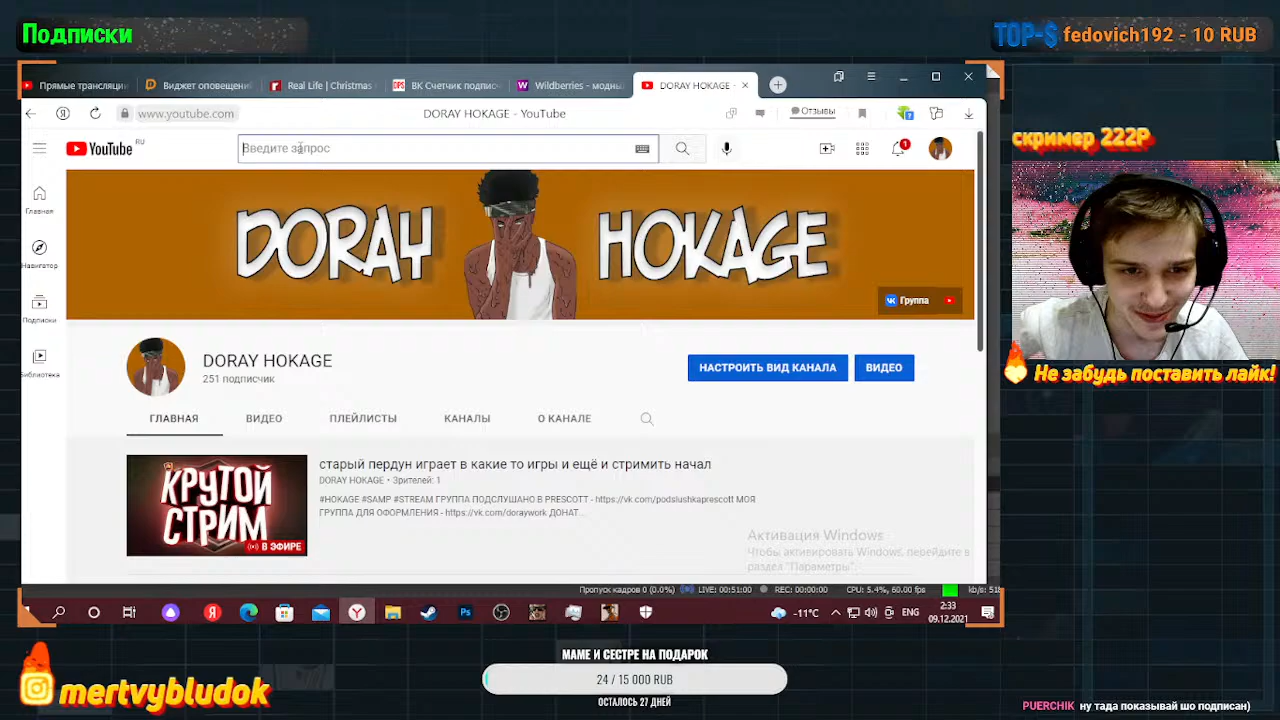 Подписки
TOP-$ fedovich192 - 10 RUB
Прямые трансляци
Виджет оповещени
Real Life | Christmas
ВК Счетчик подписч
Wildberries - модны
DORAY HOKAGE -
www.youtube.com
DORAY HOKAGE - YouTube
Отзывы
YouTube RU
Введите запрос
1
скример 222Р
Главная
Навигатор
Подписки
Библиотека
DORAY HOKAGE
Группа
DORAY HOKAGE
251 подписчик
НАСТРОИТЬ ВИД КАНАЛА
ВИДЕО
Не забудь поставить лайк!
ГЛАВНАЯ
ВИДЕО
ПЛЕЙЛИСТЫ
КАНАЛЫ
О КАНАЛЕ
КРУТОЙ
СТРИМ
В ЭФИРЕ
старый пердун играет в какие то игры и ещё и стримить начал
DORAY HOKAGE • Зрителей: 1
#HOKAGE #SAMP #STREAM ГРУППА ПОДСЛУШАНО В PRESCOTT - https://vk.com/podslushkaprescott МОЯ
ГРУППА ДЛЯ ОФОРМЛЕНИЯ - https://vk.com/doraywork ДОНАТ...
Активация Windows
Чтобы активировать Windows, перейдите в
раздел "Параметры".
Пропуск кадров 0 (0.0%)
LIVE: 00:51:00
REC: 00:00:00
CPU: 5.4%, 60.00 fps
kb/s: 518
-11°C
ENG
2:33
09.12.2021
МАМЕ И СЕСТРЕ НА ПОДАРОК
24 / 15 000 RUB
ОСТАЛОСЬ 27 ДНЕЙ
mertvybludok
PUERCHIK ну тада показывай шо подписан)